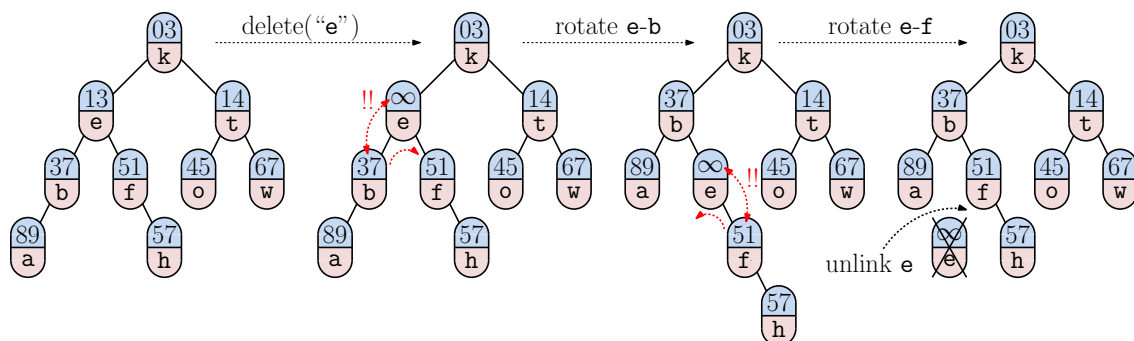 03 delete("e") 03 rotate e-b 03 rotate e-f 03
k k k k
13 14 !! ∞ 14 37 14 37 14
e t e t b t b t
37 51 45 67 37 51 45 67 89 ∞ !! 45 67 89 51 45 67
b f o w b f o w a e o w a f o w
89 57 89 57 51 ∞ 57
a h a h f unlink e e h
57
h